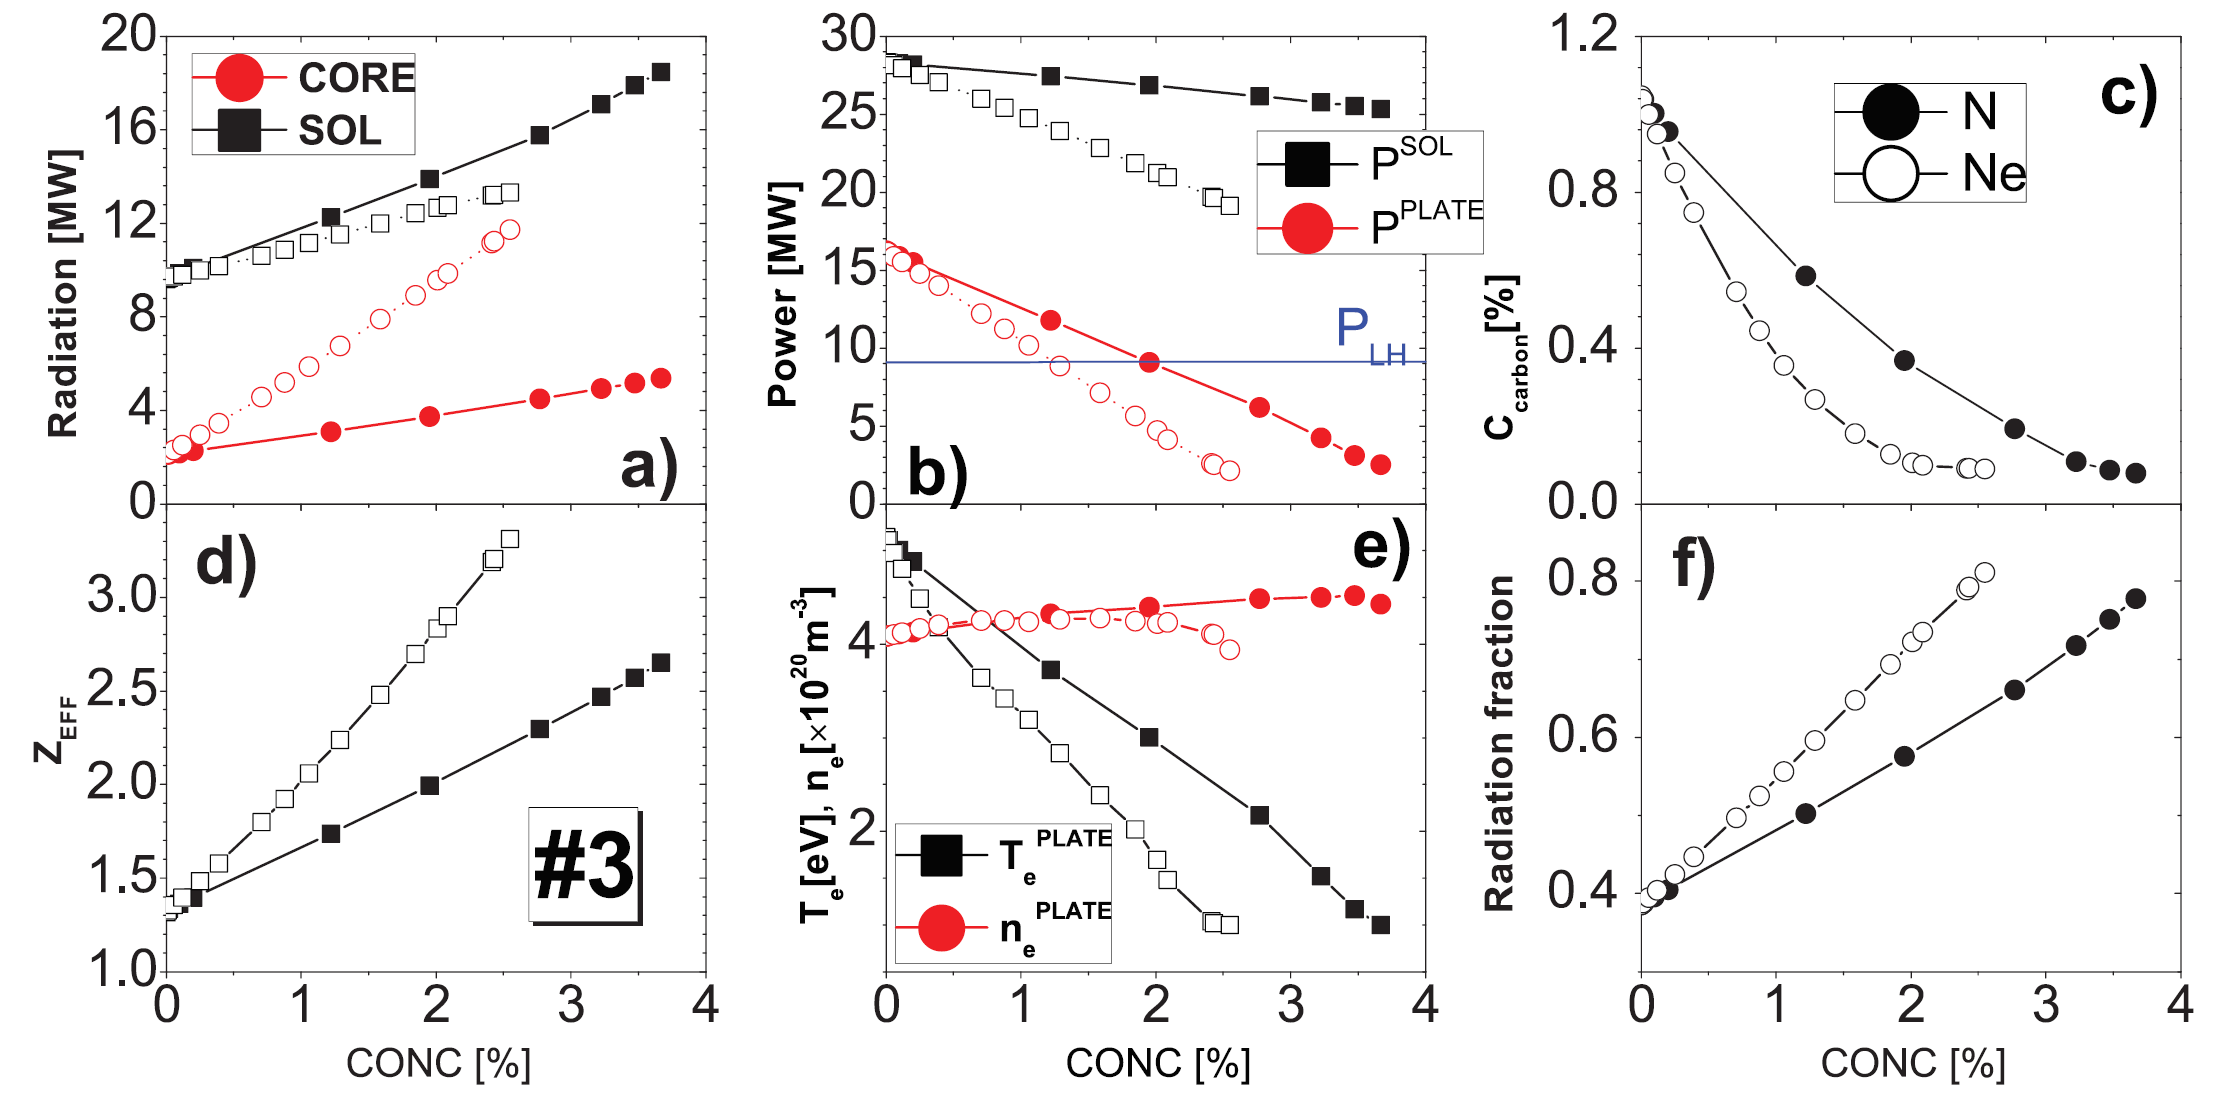 20
16
12
8
4
0
Radiation [MW]
CORE
SOL
a)
30
25
20
15
10
5
0
Power [MW]
P^SOL
P^PLATE
P_LH
b)
1.2
0.8
0.4
0.0
C_carbon[%]
N
Ne
c)
3.0
2.5
2.0
1.5
1.0
Z_EFF
d)
#3
0 1 2 3 4
CONC [%]
4
2
T_e[eV], n_e[×10^20m^-3]
e)
T_e^PLATE
n_e^PLATE
0 1 2 3 4
CONC [%]
0.8
0.6
0.4
Radiation fraction
f)
0 1 2 3 4
CONC [%]